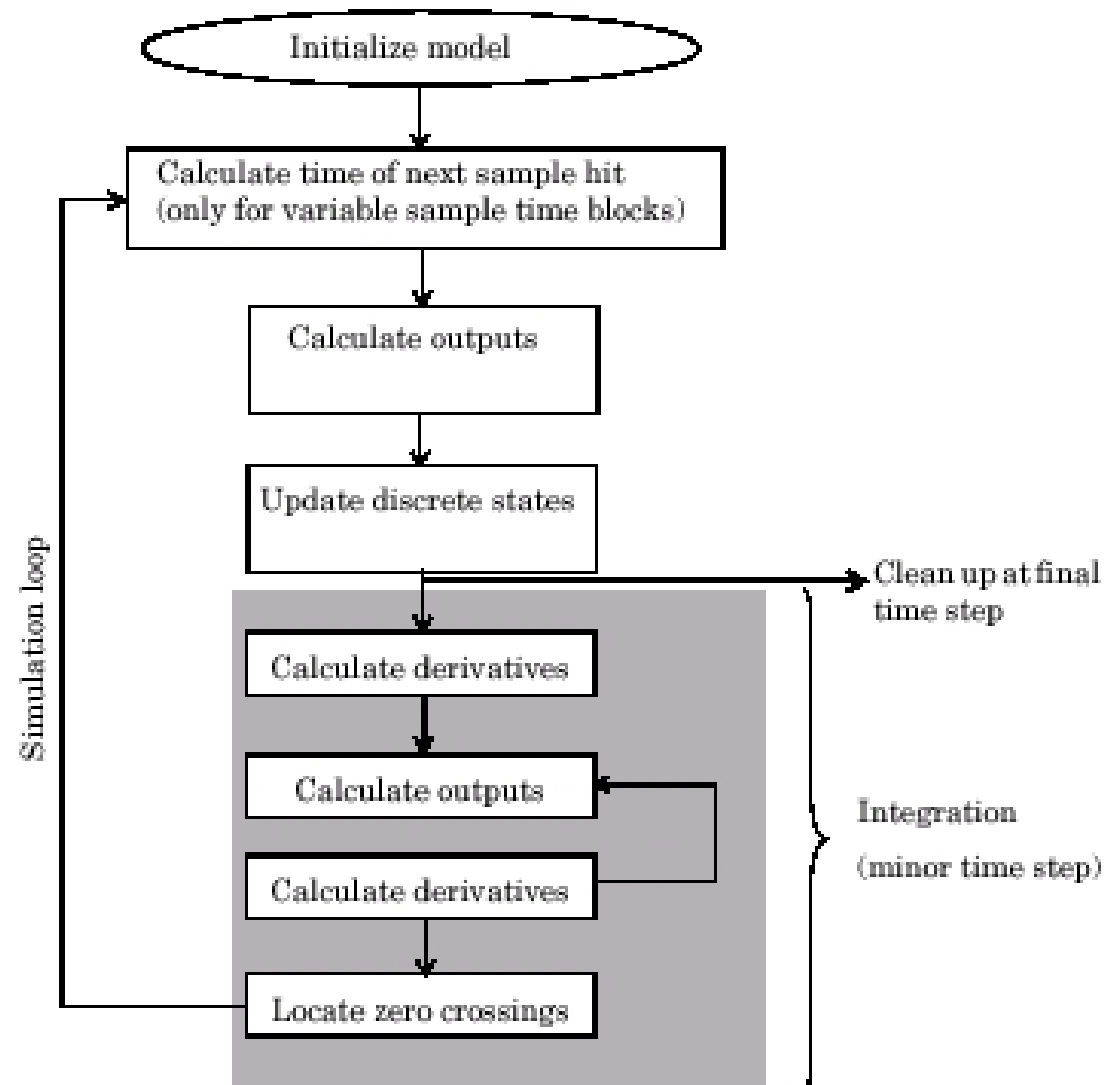 Initialize model
Calculate time of next sample hit
(only for variable sample time blocks)
Calculate outputs
Update discrete states
Clean up at final
time step
Simulation loop
Calculate derivatives
Calculate outputs
Integration
(minor time step)
Calculate derivatives
Locate zero crossings